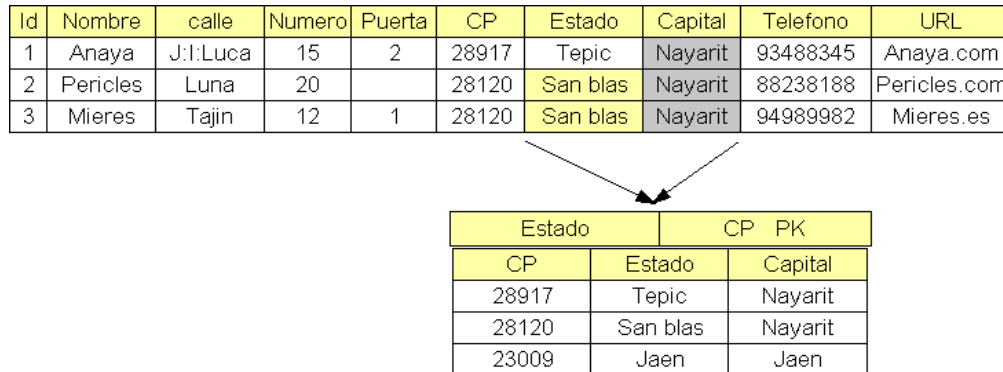 Id Nombre calle Numero Puerta CP Estado Capital Telefono URL
1 Anaya J:I:Luca 15 2 28917 Tepic Nayarit 93488345 Anaya.com
2 Pericles Luna 20 28120 San blas Nayarit 88238188 Pericles.com
3 Mieres Tajin 12 1 28120 San blas Nayarit 94989982 Mieres.es
Estado CP PK
CP Estado Capital
28917 Tepic Nayarit
28120 San blas Nayarit
23009 Jaen Jaen